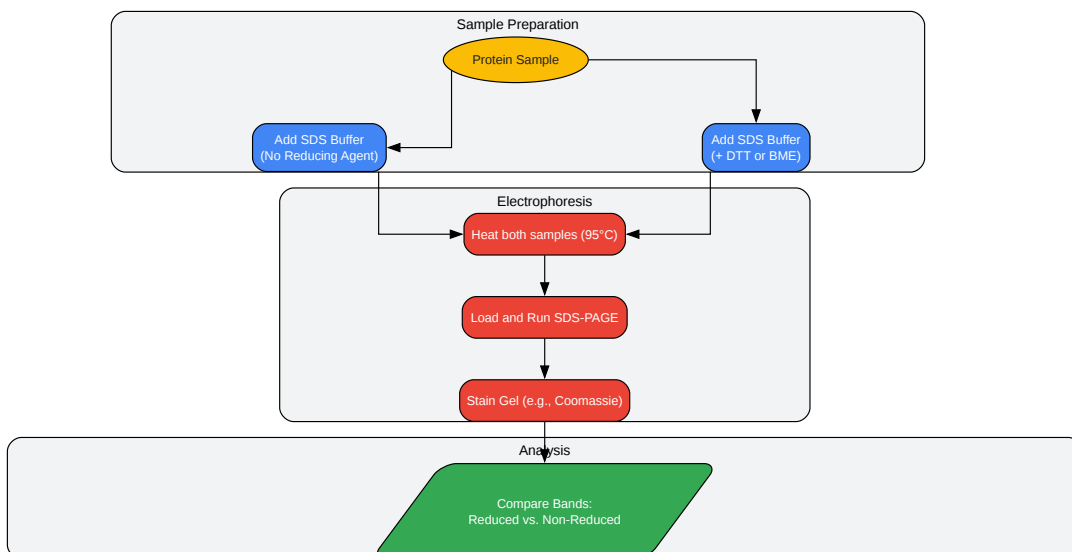 Sample Preparation
Protein Sample
Add SDS Buffer
(No Reducing Agent)
Add SDS Buffer
(+ DTT or BME)
Electrophoresis
Heat both samples (95°C)
Load and Run SDS-PAGE
Stain Gel (e.g., Coomassie)
Analysis
Compare Bands:
Reduced vs. Non-Reduced